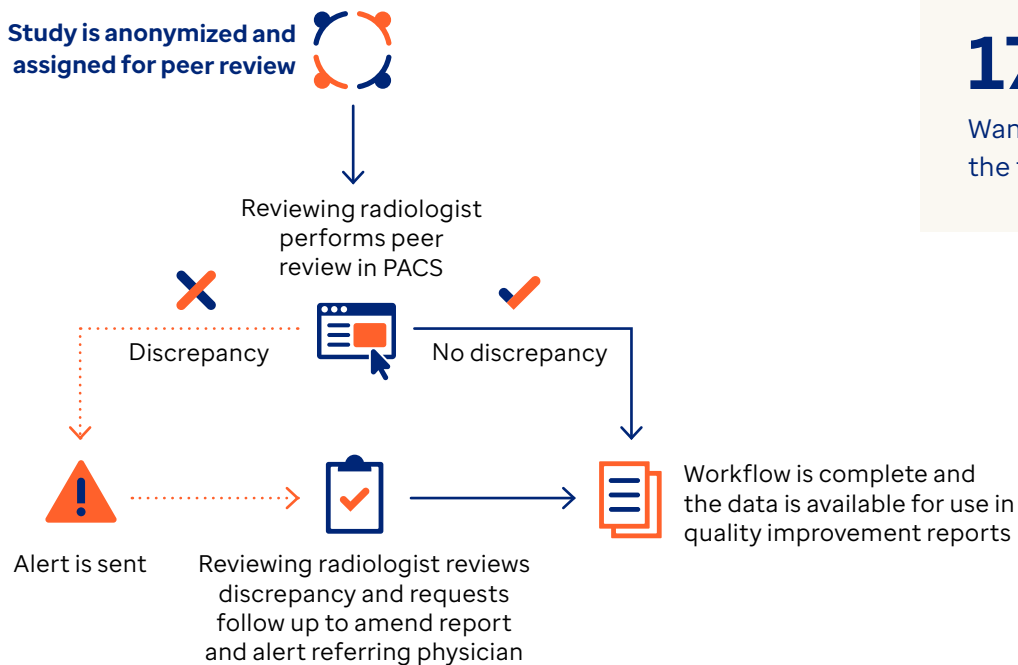 Study is anonymized and
assigned for peer review
Reviewing radiologist
performs peer
review in PACS
Discrepancy
No discrepancy
Alert is sent
Reviewing radiologist reviews
discrepancy and requests
follow up to amend report
and alert referring physician
Workflow is complete and
the data is available for use in
quality improvement reports
17
the